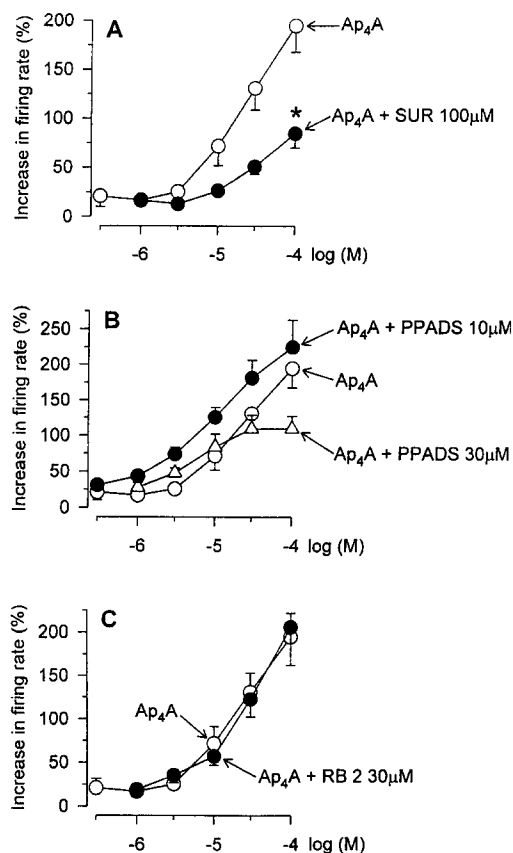 A
Increase in firing rate (%)
200
150
100
50
0
Ap₄A
*
Ap₄A + SUR 100µM
-6
-5
-4
log (M)
B
Increase in firing rate (%)
250
200
150
100
50
0
Ap₄A + PPADS 10µM
Ap₄A
Ap₄A + PPADS 30µM
-6
-5
-4
log (M)
C
Increase in firing rate (%)
200
150
100
50
0
Ap₄A
Ap₄A + RB 2 30µM
-6
-5
-4
log (M)